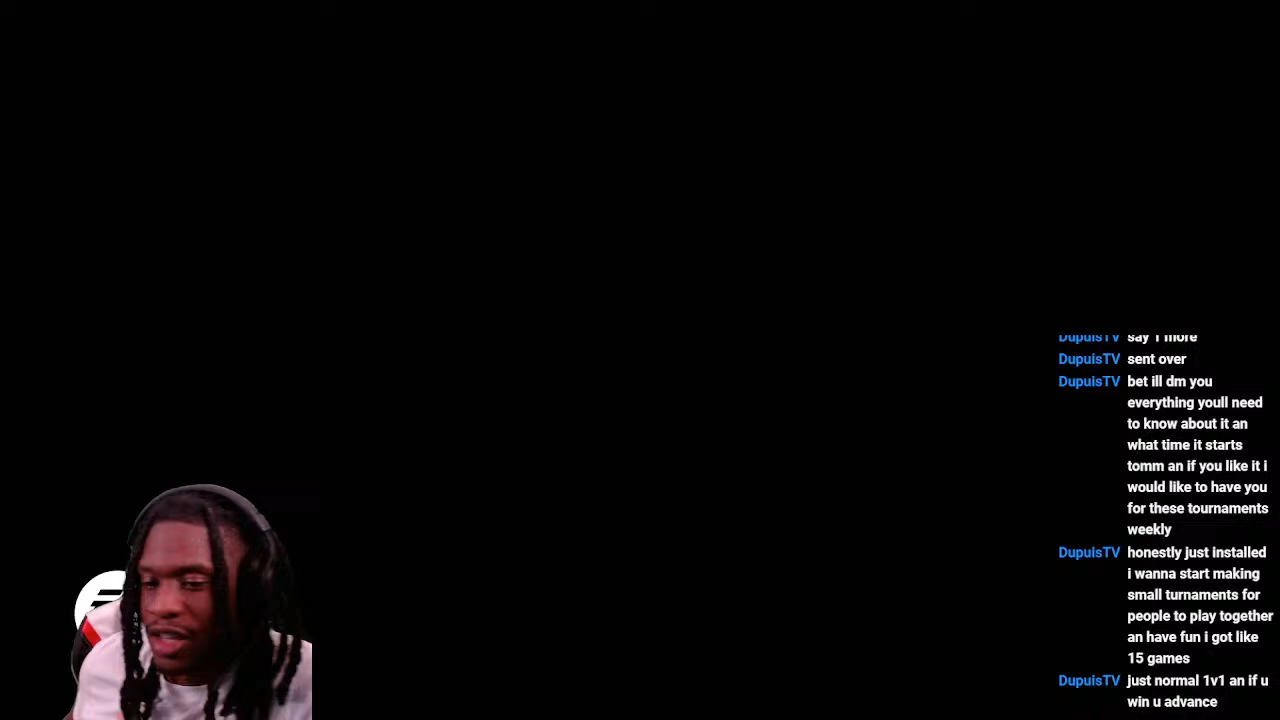 DupuisTV say 1 more
DupuisTV sent over
DupuisTV bet ill dm you
everything youll need
to know about it an
what time it starts
tomm an if you like it i
would like to have you
for these tournaments
weekly
DupuisTV honestly just installed
i wanna start making
small turnaments for
people to play together
an have fun i got like
15 games
DupuisTV just normal 1v1 an if u
win u advance